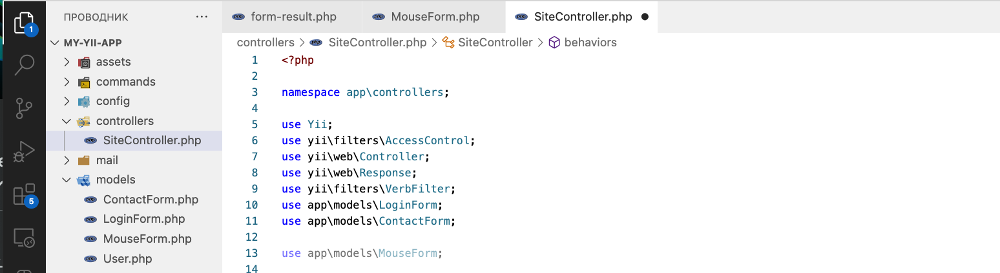 ПРОВОДНИК ...
MY-YII-APP
assets
commands
config
controllers
SiteController.php
mail
models
ContactForm.php
LoginForm.php
MouseForm.php
User.php
1
5
form-result.php MouseForm.php SiteController.php
controllers > SiteController.php > SiteController > behaviors
1 <?php
2
3 namespace app\controllers;
4
5 use Yii;
6 use yii\filters\AccessControl;
7 use yii\web\Controller;
8 use yii\web\Response;
9 use yii\filters\VerbFilter;
10 use app\models\LoginForm;
11 use app\models\ContactForm;
12
13 use app\models\MouseForm;
14